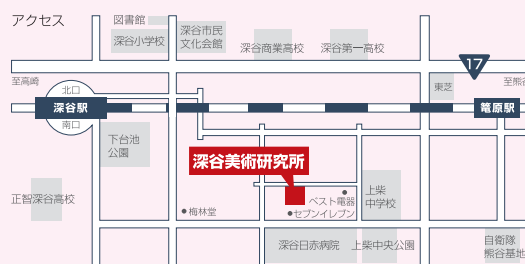 アクセス
図書館
深谷小学校
深谷市民
文化会館
深谷商業高校
深谷第一高校
17
至高崎
北口
東芝
至熊谷
深谷駅
籠原駅
南口
下台池
公園
深谷美術研究所
正智深谷高校
梅林堂
ベスト電器
セブンイレブン
上柴
中学校
深谷日赤病院
上柴中央公園
自衛隊
熊谷基地